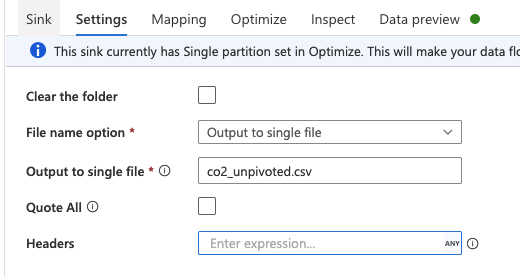 Sink Settings Mapping Optimize Inspect Data preview
This sink currently has Single partition set in Optimize. This will make your data flo
Clear the folder
File name option * Output to single file
Output to single file * co2_unpivoted.csv
Quote All
Headers Enter expression... ANY